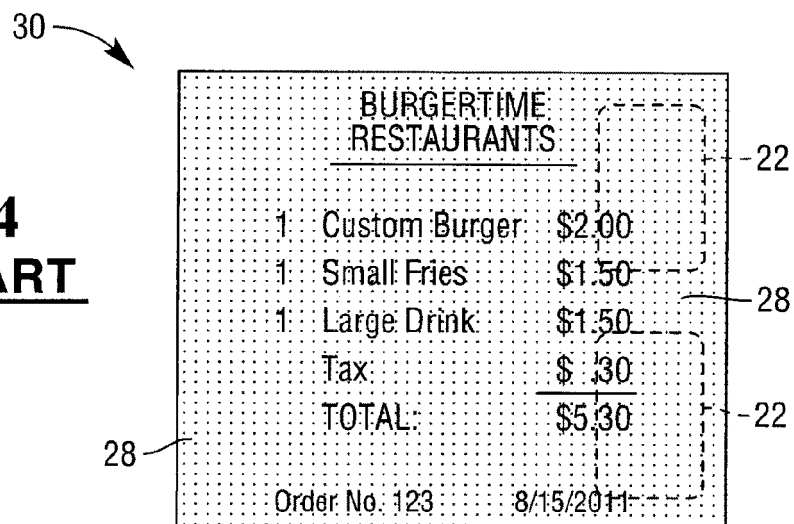 30
BURGERTIME
RESTAURANTS
22
4
ART
1 Custom Burger $2.00
1 Small Fries $1.50
28
1 Large Drink $1.50
Tax $ .30
TOTAL: $5.30
22
28
Order No. 123 8/15/2011